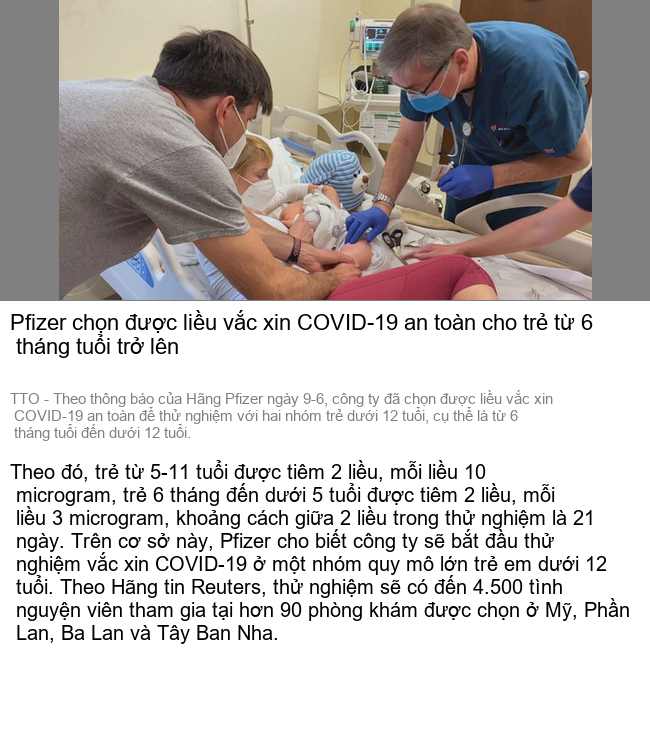 Pfizer chọn được liều vắc xin COVID-19 an toàn cho trẻ từ 6
tháng tuổi trở lên
TTO - Theo thông báo của Hãng Pfizer ngày 9-6, công ty đã chọn được liều vắc xin
COVID-19 an toàn để thử nghiệm với hai nhóm trẻ dưới 12 tuổi, cụ thể là từ 6
tháng tuổi đến dưới 12 tuổi.
Theo đó, trẻ từ 5-11 tuổi được tiêm 2 liều, mỗi liều 10
microgram, trẻ 6 tháng đến dưới 5 tuổi được tiêm 2 liều, mỗi
liều 3 microgram, khoảng cách giữa 2 liều trong thử nghiệm là 21
ngày. Trên cơ sở này, Pfizer cho biết công ty sẽ bắt đầu thử
nghiệm vắc xin COVID-19 ở một nhóm quy mô lớn trẻ em dưới 12
tuổi. Theo Hãng tin Reuters, thử nghiệm sẽ có đến 4.500 tình
nguyện viên tham gia tại hơn 90 phòng khám được chọn ở Mỹ, Phần
Lan, Ba Lan và Tây Ban Nha.